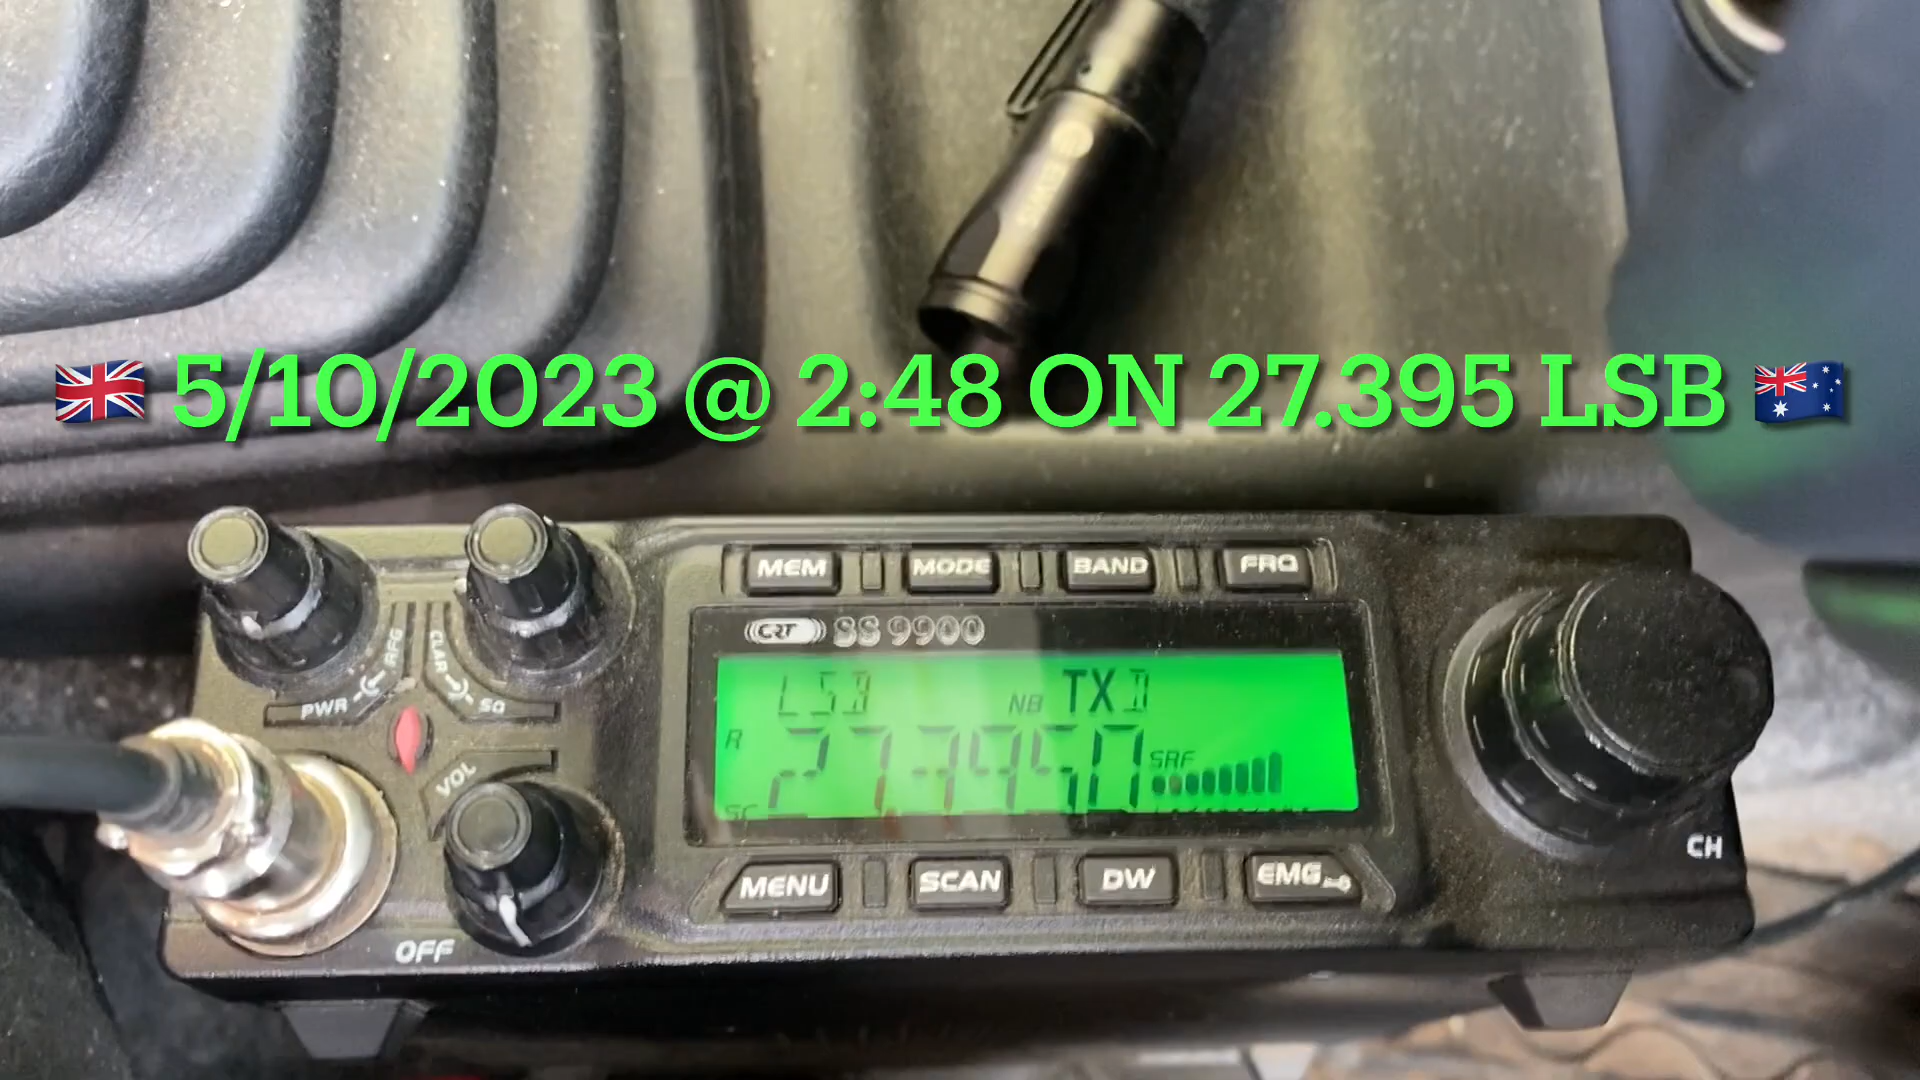 🇬🇧 5/10/2023 @ 2:48 ON 27.395 LSB 🇦🇺
MEM MODE BAND FRQ
CRT SS 9900
RFG CLAR
PWR SQ
LSB NB TX
R 27.3950 SRF
SC
VOL
CH
MENU SCAN DW EMG
OFF